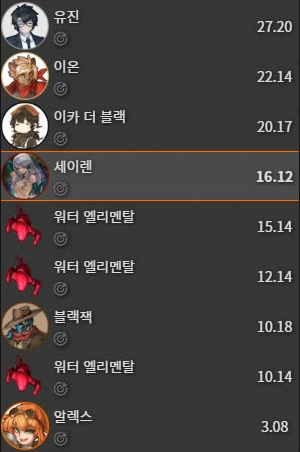 유진
27.20
이온
22.14
이카 더 블랙
20.17
세이렌
16.12
워터 엘리멘탈
15.14
워터 엘리멘탈
12.14
블랙잭
10.18
워터 엘리멘탈
10.14
알렉스
3.08